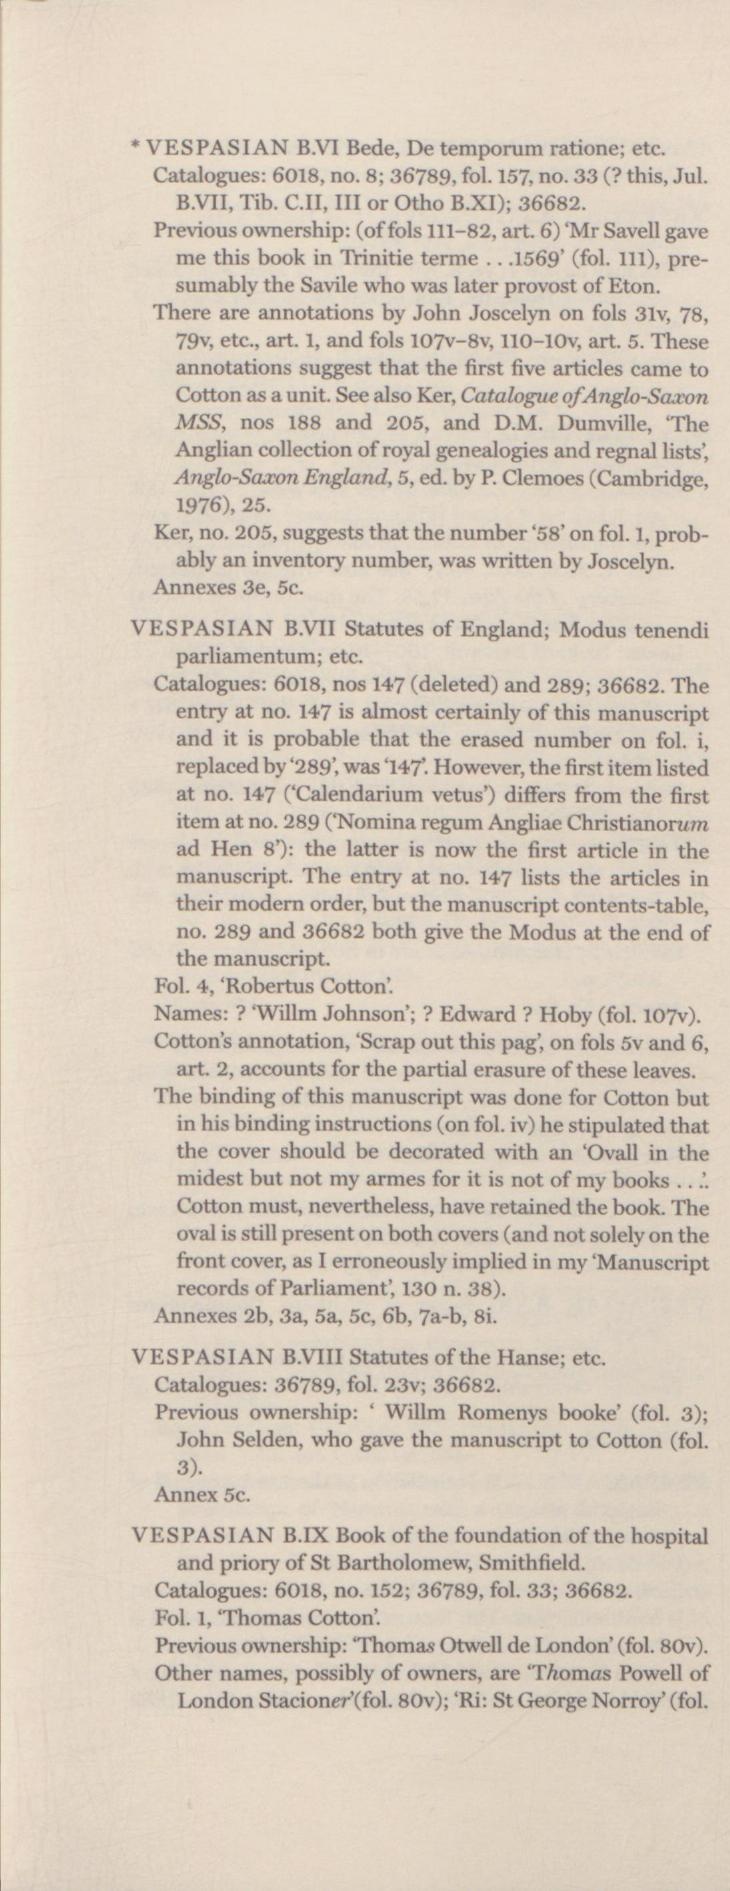 * VESPASIAN B.VI Bede, De temporum ratione; etc.
Catalogues: 6018, no. 8; 36789, fol. 157, no. 33 (? this, Jul.
B.VII, Tib. C.II, III or Otho B.XI); 36682.
Previous ownership: (of fols 111–82, art. 6) ‘Mr Savell gave
me this book in Trinitie terme . . .1569’ (fol. 111), pre-
sumably the Savile who was later provost of Eton.
There are annotations by John Joscelyn on fols 31v, 78,
79v, etc., art. 1, and fols 107v–8v, 110–10v, art. 5. These
annotations suggest that the first five articles came to
Cotton as a unit. See also Ker, Catalogue of Anglo-Saxon
MSS, nos 188 and 205, and D.M. Dumville, ‘The
Anglian collection of royal genealogies and regnal lists’,
Anglo-Saxon England, 5, ed. by P. Clemoes (Cambridge,
1976), 25.
Ker, no. 205, suggests that the number ‘58’ on fol. 1, prob-
ably an inventory number, was written by Joscelyn.
Annexes 3e, 5c.
VESPASIAN B.VII Statutes of England; Modus tenendi
parliamentum; etc.
Catalogues: 6018, nos 147 (deleted) and 289; 36682. The
entry at no. 147 is almost certainly of this manuscript
and it is probable that the erased number on fol. i,
replaced by ‘289’, was ‘147’. However, the first item listed
at no. 147 (‘Calendarium vetus’) differs from the first
item at no. 289 (‘Nomina regum Angliae Christianorum
ad Hen 8’): the latter is now the first article in the
manuscript. The entry at no. 147 lists the articles in
their modern order, but the manuscript contents-table,
no. 289 and 36682 both give the Modus at the end of
the manuscript.
Fol. 4, ‘Robertus Cotton’.
Names: ? ‘Willm Johnson’; ? Edward ? Hoby (fol. 107v).
Cotton’s annotation, ‘Scrap out this pag’, on fols 5v and 6,
art. 2, accounts for the partial erasure of these leaves.
The binding of this manuscript was done for Cotton but
in his binding instructions (on fol. iv) he stipulated that
the cover should be decorated with an ‘Ovall in the
midest but not my armes for it is not of my books . . .’.
Cotton must, nevertheless, have retained the book. The
oval is still present on both covers (and not solely on the
front cover, as I erroneously implied in my ‘Manuscript
records of Parliament’, 130 n. 38).
Annexes 2b, 3a, 5a, 5c, 6b, 7a-b, 8i.
VESPASIAN B.VIII Statutes of the Hanse; etc.
Catalogues: 36789, fol. 23v; 36682.
Previous ownership: ‘ Willm Romenys booke’ (fol. 3);
John Selden, who gave the manuscript to Cotton (fol.
3).
Annex 5c.
VESPASIAN B.IX Book of the foundation of the hospital
and priory of St Bartholomew, Smithfield.
Catalogues: 6018, no. 152; 36789, fol. 33; 36682.
Fol. 1, ‘Thomas Cotton’.
Previous ownership: ‘Thomas Otwell de London’ (fol. 80v).
Other names, possibly of owners, are ‘Thomas Powell of
London Stacioner’(fol. 80v); ‘Ri: St George Norroy’ (fol.